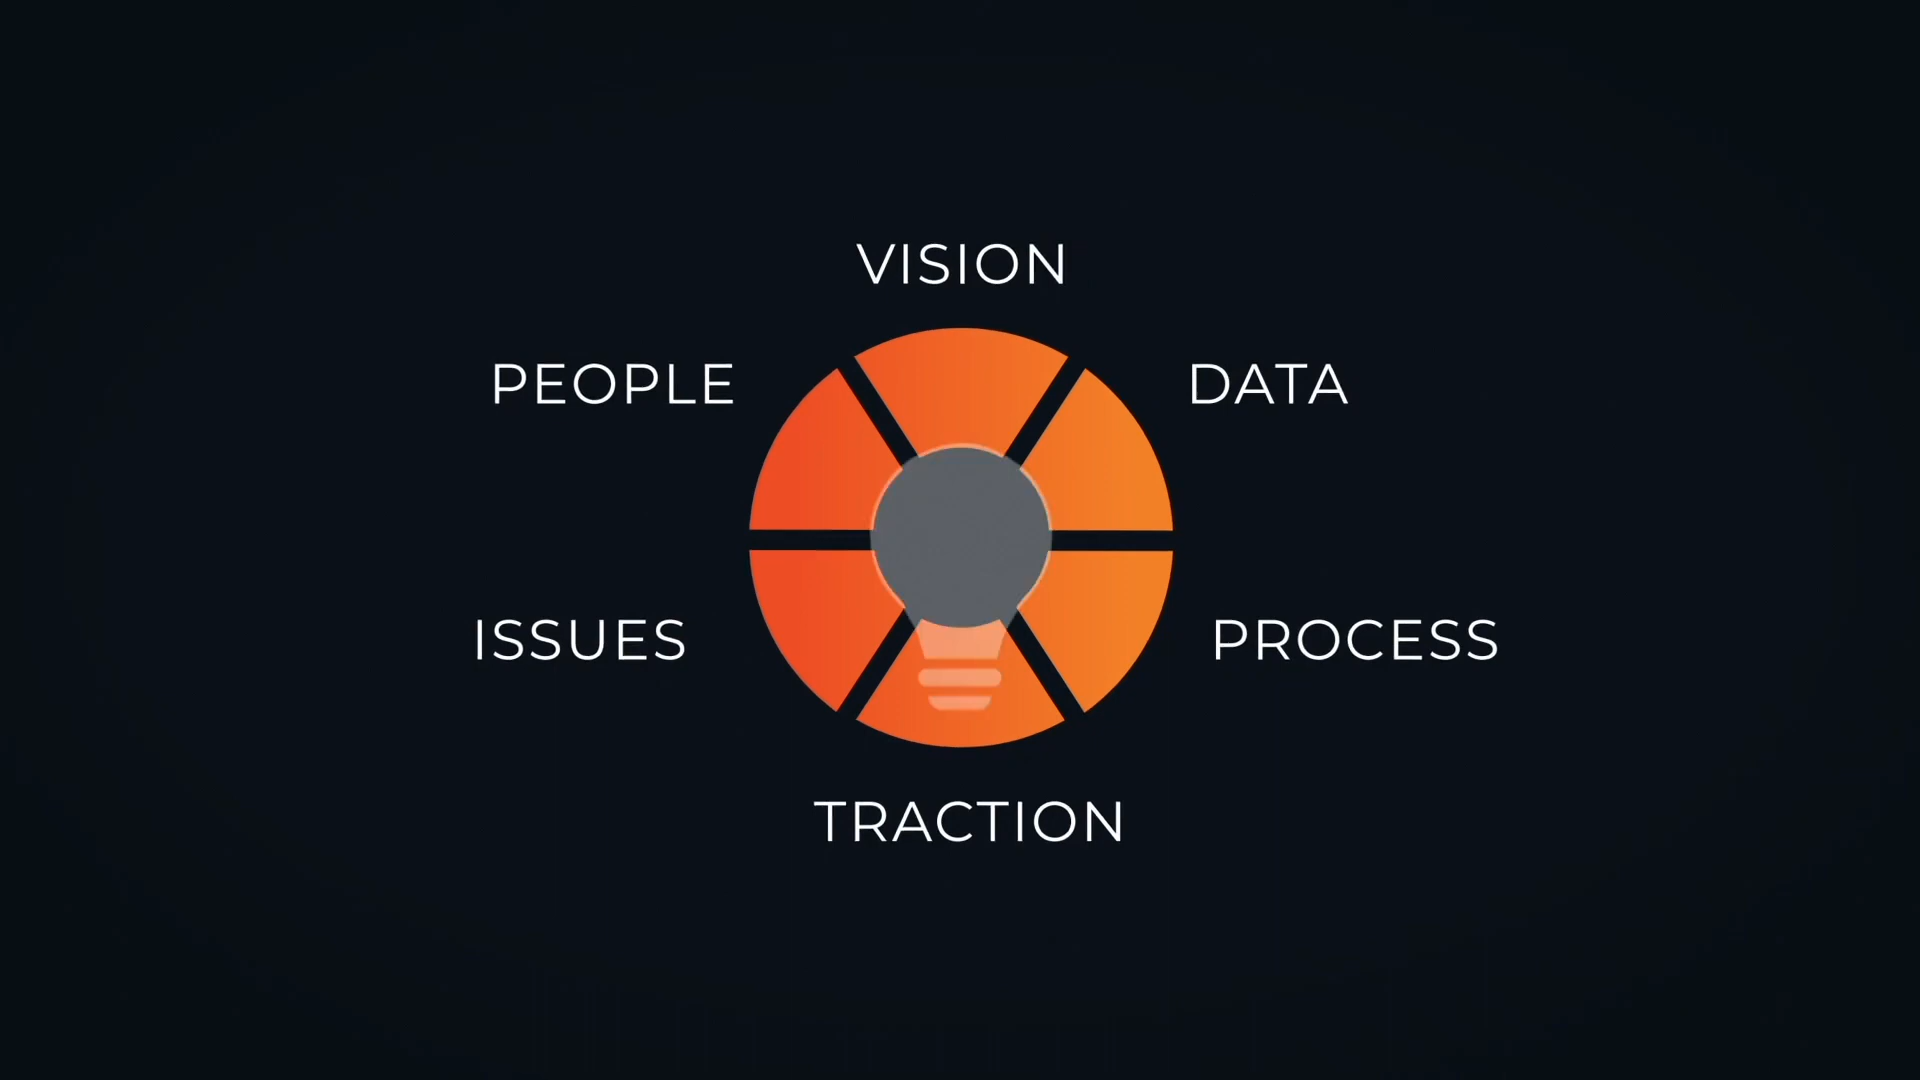 VISION
PEOPLE
DATA
ISSUES
PROCESS
TRACTION